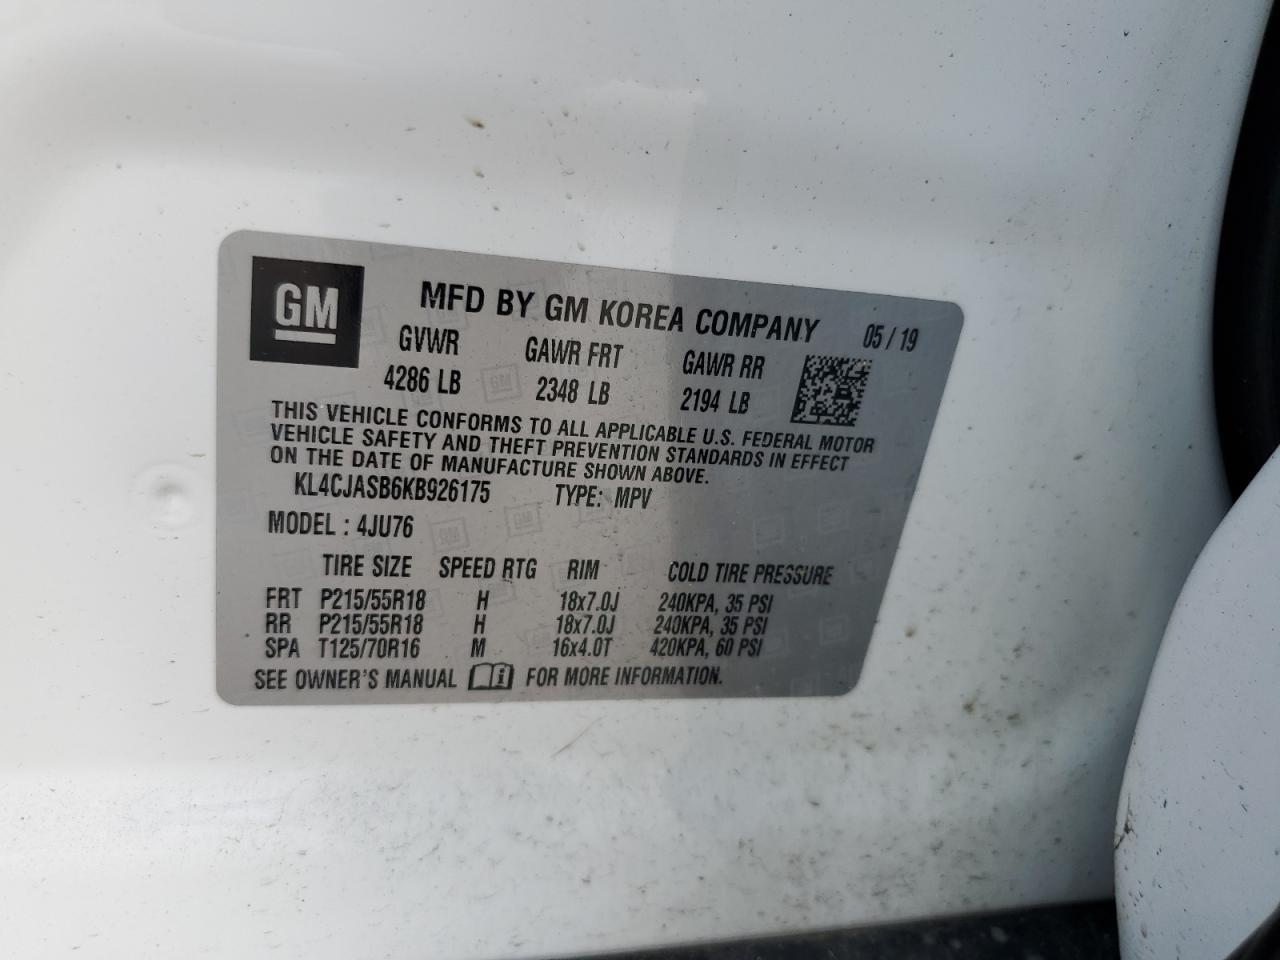 GM
MFD BY GM KOREA COMPANY 05 / 19
GVWR GAWR FRT GAWR RR
4286 LB 2348 LB 2194 LB
THIS VEHICLE CONFORMS TO ALL APPLICABLE U.S. FEDERAL MOTOR
VEHICLE SAFETY AND THEFT PREVENTION STANDARDS IN EFFECT
ON THE DATE OF MANUFACTURE SHOWN ABOVE.
KL4CJASB6KB926175 TYPE: MPV
MODEL : 4JU76
TIRE SIZE SPEED RTG RIM COLD TIRE PRESSURE
FRT P215/55R18 H 18x7.0J 240KPA, 35 PSI
RR P215/55R18 H 18x7.0J 240KPA, 35 PSI
SPA T125/70R16 M 16x4.0T 420KPA, 60 PSI
SEE OWNER'S MANUAL i FOR MORE INFORMATION.